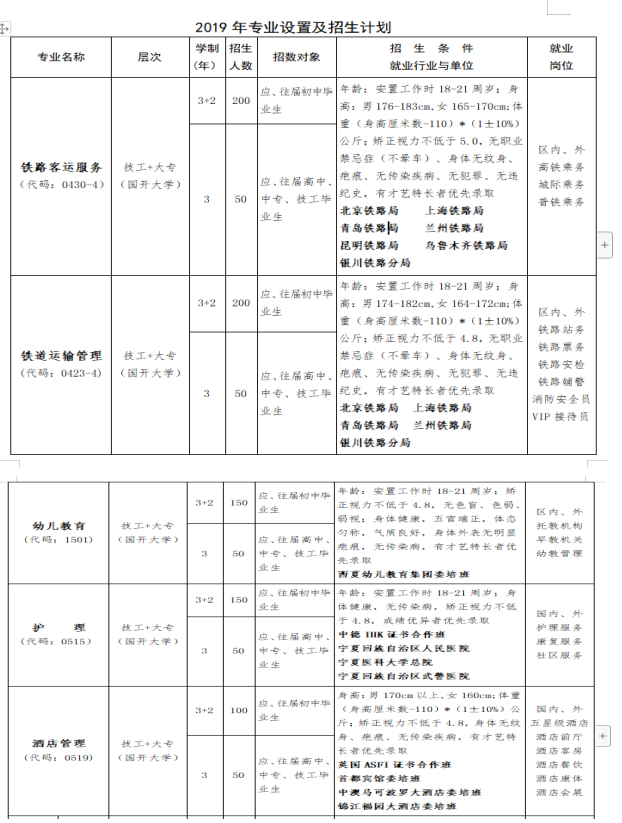 2019 年专业设置及招生计划
专业名称 层次 学制（年） 招生人数 招数对象 招 生 条 件 就业行业与单位 就业岗位
铁路客运服务
（代码：0430-4）
技工+大专
（国开大学）
3+2 200 应、往届初中毕业生
3 50 应、往届高中、中专、技工毕业生
年龄：安置工作时 18-21 周岁；身
高：男 176-183cm，女 165-170cm；体
重（身高厘米数-110）*（1±10%）
公斤；矫正视力不低于 5.0，无职业
禁忌症（不晕车）、身体无纹身、
疤痕、无传染疾病、无犯罪、无违
纪史，有才艺特长者优先录取
北京铁路局 上海铁路局
青岛铁路局 兰州铁路局
昆明铁路局 乌鲁木齐铁路局
银川铁路分局
区内、外
高铁乘务
城际乘务
普铁乘务
铁道运输管理
（代码：0423-4）
技工+大专
（国开大学）
3+2 200 应、往届初中毕业生
3 50 应、往届高中、中专、技工毕业生
年龄：安置工作时 18-21 周岁；身
高：男 174-182cm，女 164-172cm；体
重（身高厘米数-110）*（1±10%）
公斤；矫正视力不低于 4.8，无职业
禁忌症（不晕车）、身体无纹身、
疤痕、无传染疾病、无犯罪、无违
纪史，有才艺特长者优先录取
北京铁路局 上海铁路局
青岛铁路局 兰州铁路局
银川铁路分局
区内、外
铁路站务
铁路票务
铁路安检
铁路辅警
消防安全员
VIP 接待员
幼儿教育
（代码：1501）
技工+大专
（国开大学）
3+2 150 应、往届初中毕业生
3 50 应、往届高中、中专、技工毕业生
年龄：安置工作时 18-21 周岁；矫
正视力不低于 4.8，无色盲、色弱、
弱视；身体健康，五官端正，体态
匀称，气质良好，身体外表无明显
疤痕，无传染病，有才艺特长者优
先录取
西夏幼儿教育集团委培班
区内、外
托教机构
早教机关
幼教管理
护 理
（代码：0515）
技工+大专
（国开大学）
3+2 150 应、往届初中毕业生
3 50 应、往届高中、中专、技工毕业生
年龄：安置工作时 18-21 周岁；身
体健康，无传染病，矫正视力不低
于 4.8，成绩优异者优先录取
中德 IHK 证书合作班
宁夏回族自治区人民医院
宁夏医科大学总院
宁夏回族自治区武警医院
国内、外
护理服务
康复服务
社区服务
酒店管理
（代码：0519）
技工+大专
（国开大学）
3+2 100 应、往届初中毕业生
3 50 应、往届高中、中专、技工毕业生
身高：男 170cm 以上，女 160cm；体重
（身高厘米数-110）*（1±10%）公
斤；矫正视力不低于 4.8，身体无纹
身、疤痕、无传染疾病，有才艺特
长者优先录取
英国 ASFI 证书合作班
首都宾馆委培班
中澳马可波罗大酒店委培班
锦江福园大酒店委培班
国内、外
五星级酒店
酒店前厅
酒店客房
酒店餐饮
酒店康体
酒店会展